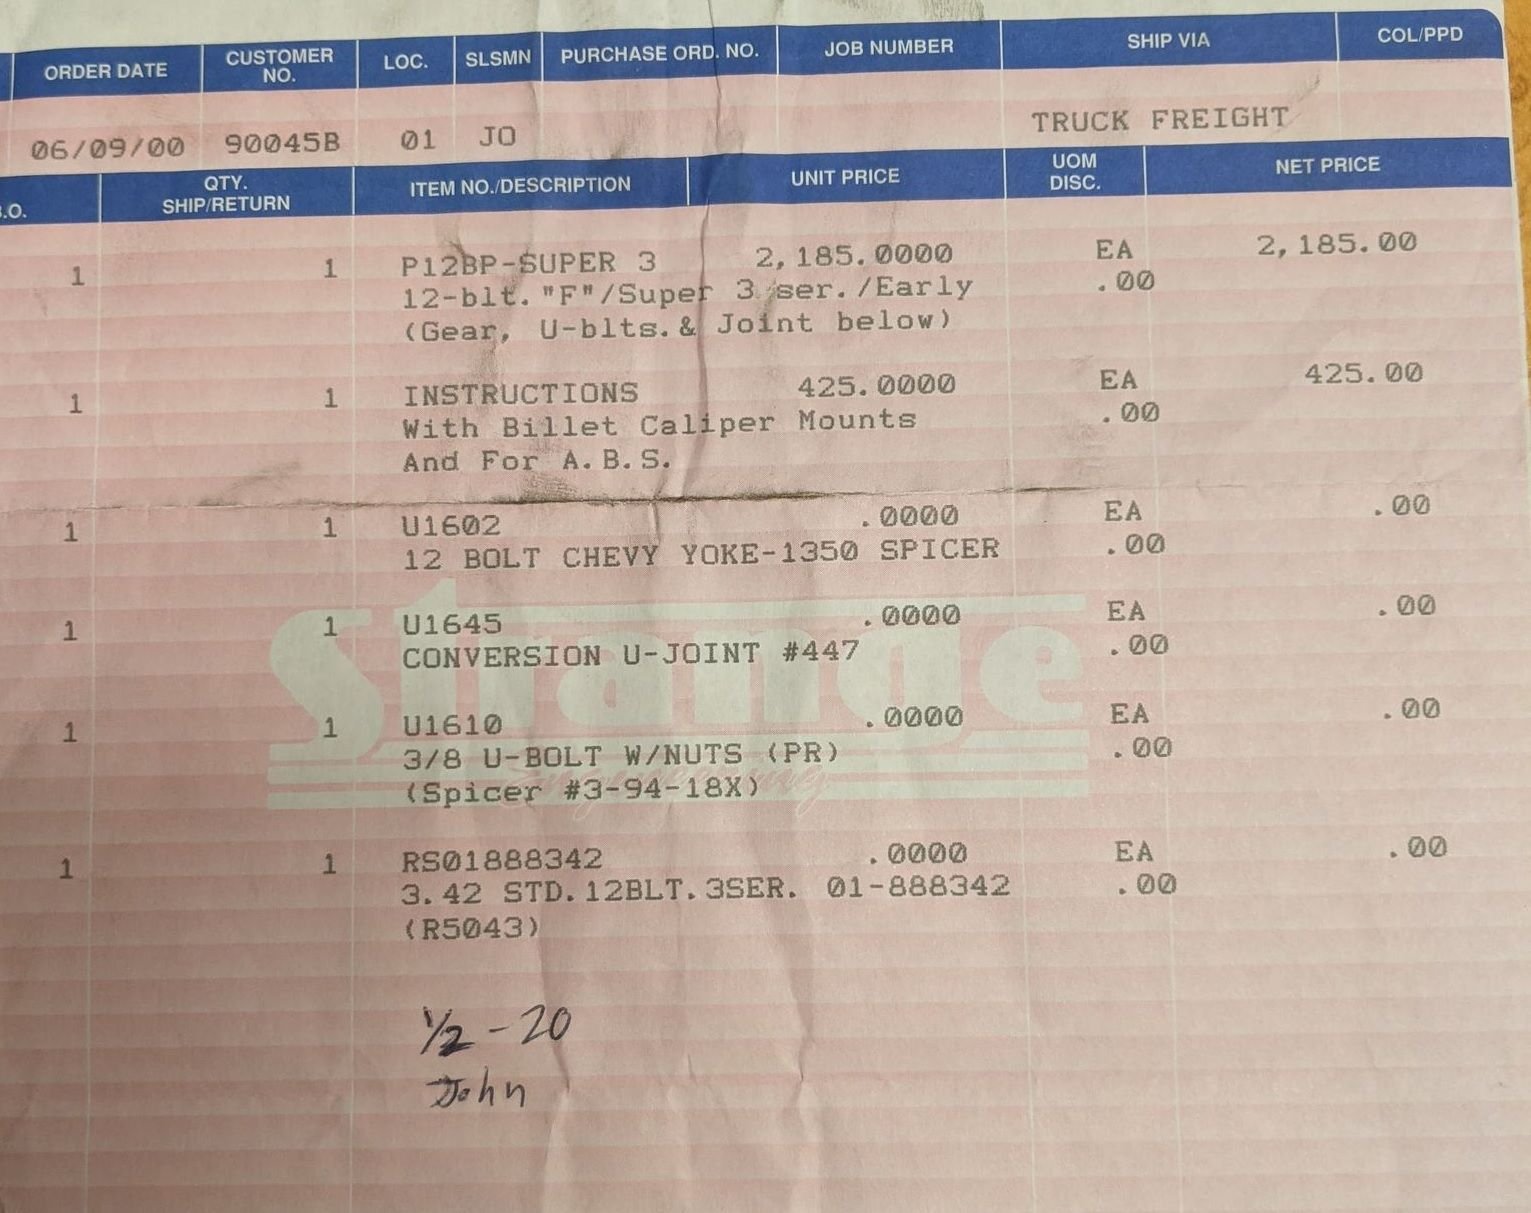 ORDER DATE CUSTOMER NO. LOC. SLSMN PURCHASE ORD. NO. JOB NUMBER SHIP VIA COL/PPD
06/09/00 90045B 01 JO TRUCK FREIGHT
B.O. QTY. SHIP/RETURN ITEM NO./DESCRIPTION UNIT PRICE UOM DISC. NET PRICE
1 1 P12BP-SUPER 3 2,185.0000 EA 2,185.00
12-blt."F"/Super 3 ser./Early .00
(Gear, U-blts.& Joint below)
1 1 INSTRUCTIONS 425.0000 EA 425.00
With Billet Caliper Mounts .00
And For A.B.S.
1 1 U1602 .0000 EA .00
12 BOLT CHEVY YOKE-1350 SPICER .00
1 1 U1645 .0000 EA .00
CONVERSION U-JOINT #447 .00
1 1 U1610 .0000 EA .00
3/8 U-BOLT W/NUTS (PR) .00
(Spicer #3-94-18X)
1 1 RS01888342 .0000 EA .00
3.42 STD.12BLT.3SER. 01-888342 .00
(R5043)
Strange
Engineering
1/2-20
John